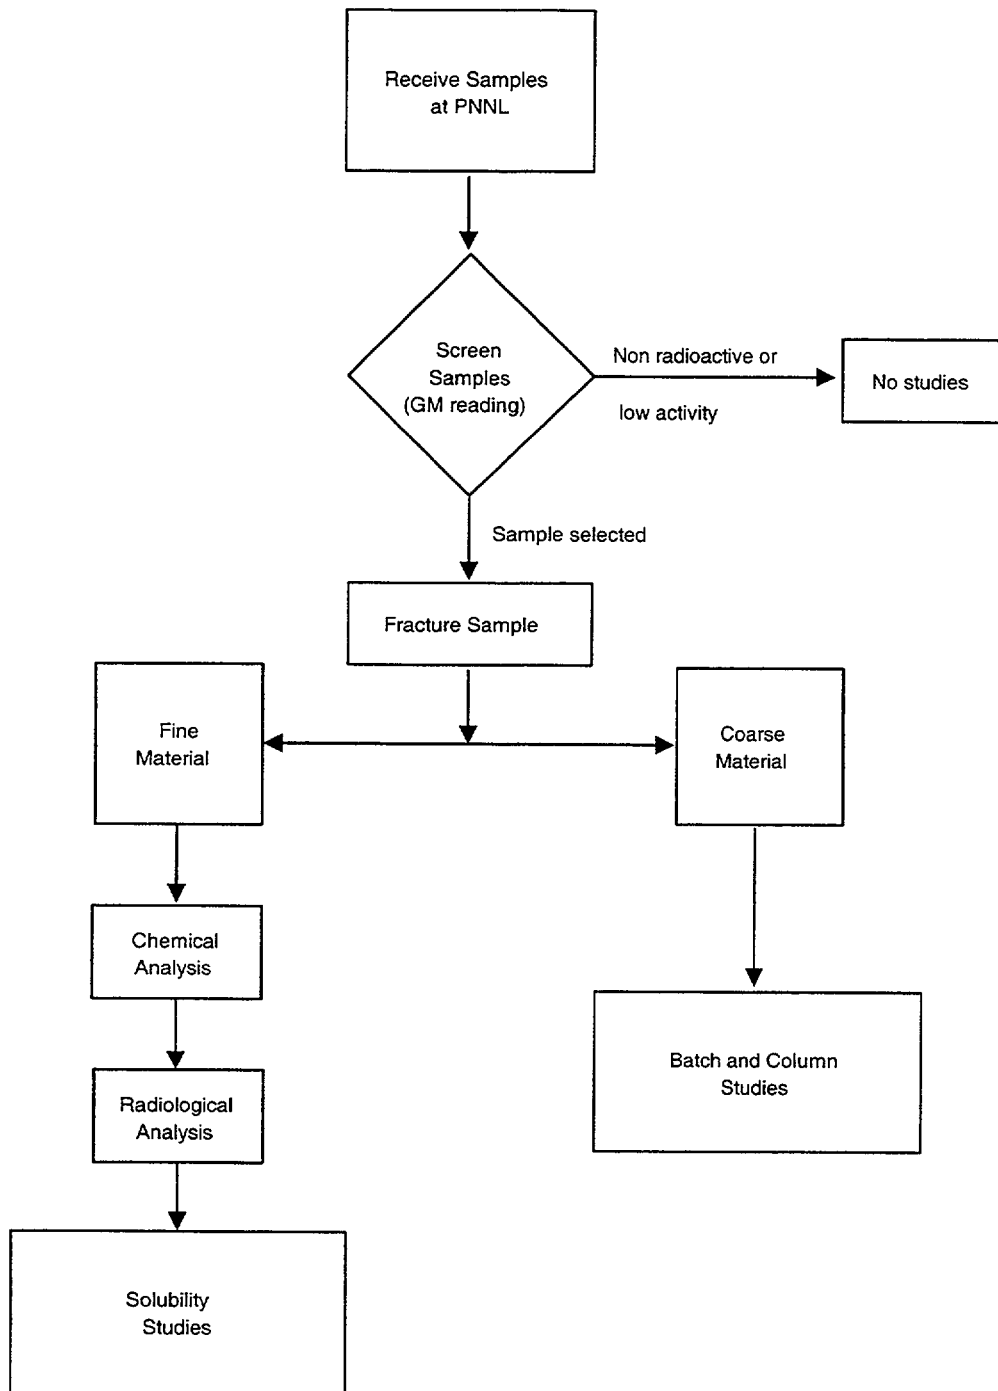 Receive Samples
at PNNL
Screen
Samples
(GM reading)
Non radioactive or
low activity
No studies
Sample selected
Fracture Sample
Fine
Material
Coarse
Material
Chemical
Analysis
Radiological
Analysis
Batch and Column
Studies
Solubility
Studies